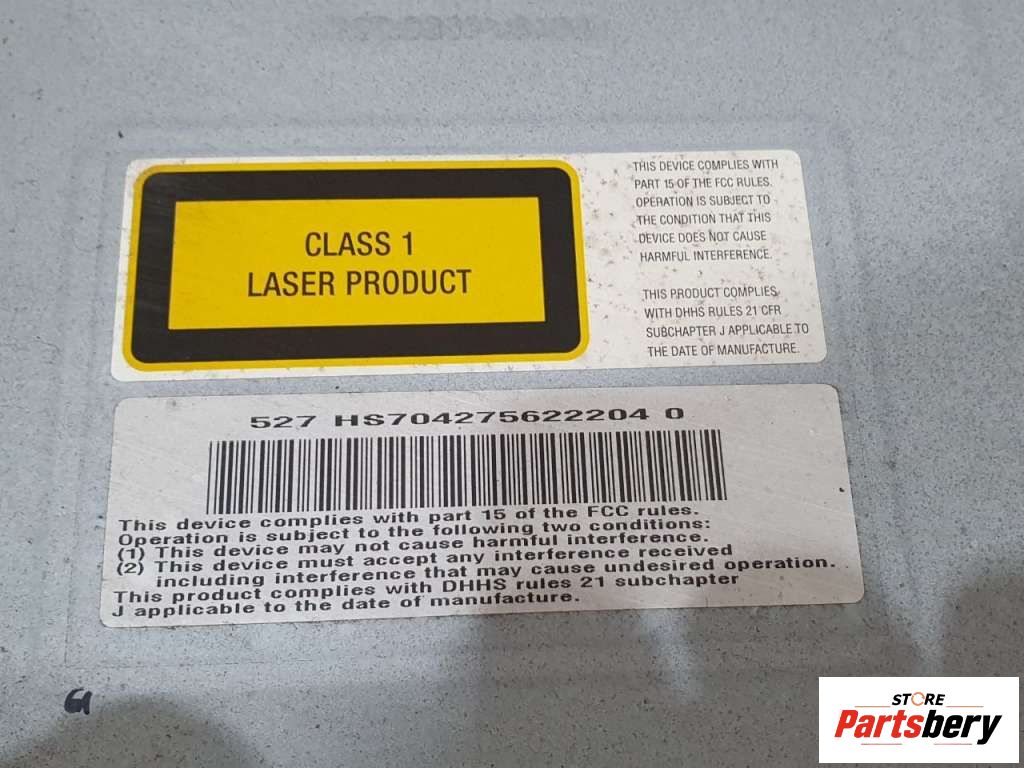 CLASS 1
LASER PRODUCT
THIS DEVICE COMPLIES WITH
PART 15 OF THE FCC RULES.
OPERATION IS SUBJECT TO
THE CONDITION THAT THIS
DEVICE DOES NOT CAUSE
HARMFUL INTERFERENCE.
THIS PRODUCT COMPLIES
WITH DHHS RULES 21 CFR
SUBCHAPTER J APPLICABLE TO
THE DATE OF MANUFACTURE.
527 HS704275622204 0
This device complies with part 15 of the FCC rules.
Operation is subject to the following two conditions:
(1) This device may not cause harmful interference.
(2) This device must accept any interference received
including interference that may cause undesired operation.
This product complies with DHHS rules 21 subchapter
J applicable to the date of manufacture.
STORE
Partsbery